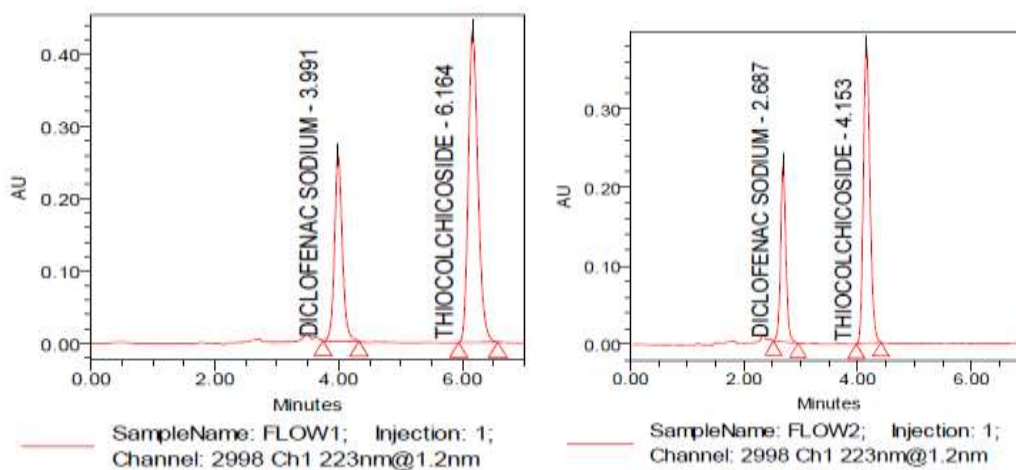 0.40
0.30
0.20
0.10
0.00
AU
DICLOFENAC SODIUM - 3.991
THIOCOLCHICOSIDE - 6.164
0.00
2.00
4.00
6.00
Minutes
SampleName: FLOW1; Injection: 1;
Channel: 2998 Ch1 223nm@1.2nm
0.30
0.20
0.10
0.00
AU
DICLOFENAC SODIUM - 2.687
THIOCOLCHICOSIDE - 4.153
0.00
2.00
4.00
6.00
Minutes
SampleName: FLOW2; Injection: 1;
Channel: 2998 Ch1 223nm@1.2nm